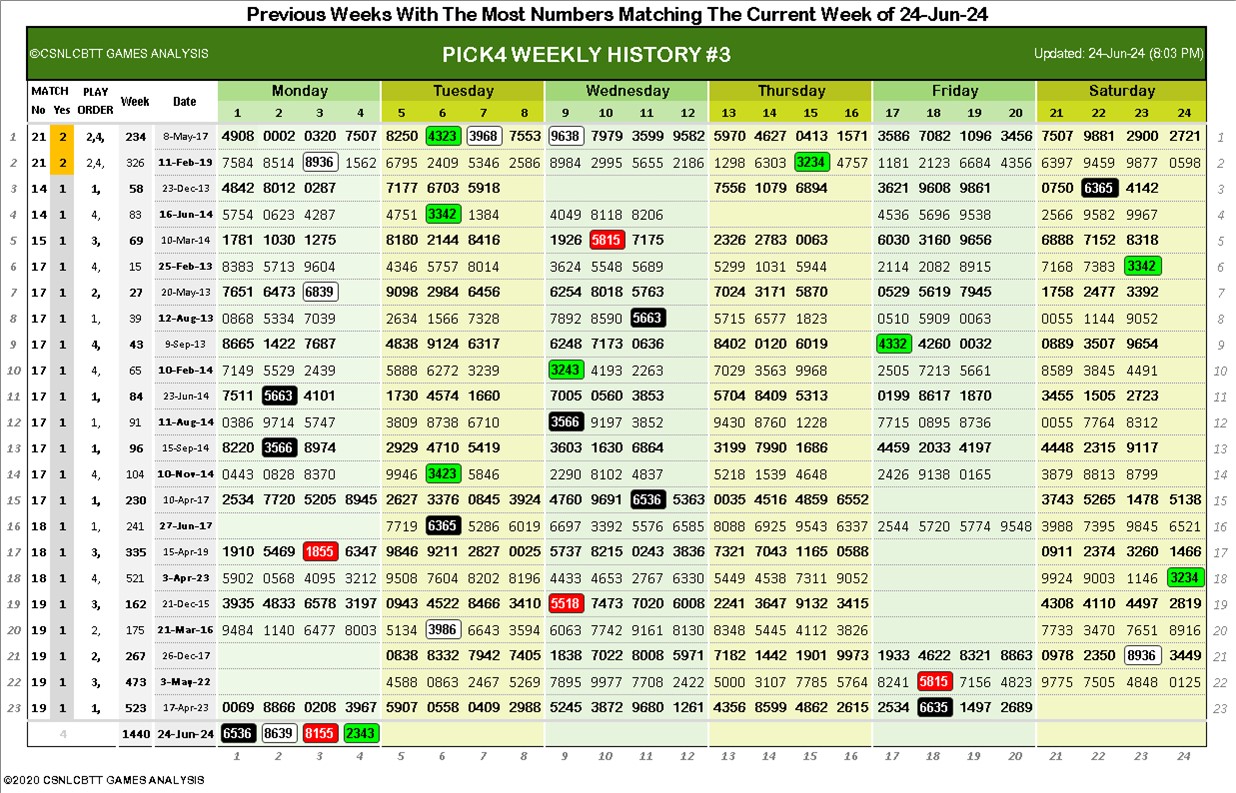 Previous Weeks With The Most Numbers Matching The Current Week of 24-Jun-24
©CSNLCBTT GAMES ANALYSIS PICK4 WEEKLY HISTORY #3 Updated: 24-Jun-24 (8:03 PM)
MATCH PLAY Week Date Monday Tuesday Wednesday Thursday Friday Saturday
No Yes ORDER 1 2 3 4 5 6 7 8 9 10 11 12 13 14 15 16 17 18 19 20 21 22 23 24
1 21 2 2,4, 234 8-May-17 4908 0002 0320 7507 8250 4323 3968 7553 9638 7979 3599 9582 5970 4627 0413 1571 3586 7082 1096 3456 7507 9881 2900 2721 1
2 21 2 2,4, 326 11-Feb-19 7584 8514 8936 1562 6795 2409 5346 2586 8984 2995 5655 2186 1298 6303 3234 4757 1181 2123 6684 4356 6397 9459 9877 0598 2
3 14 1 1, 58 23-Dec-13 4842 8012 0287 7177 6703 5918 7556 1079 6894 3621 9608 9861 0750 6365 4142 3
4 14 1 4, 83 16-Jun-14 5754 0623 4287 4751 3342 1384 4049 8118 8206 4536 5696 9538 2566 9582 9967 4
5 15 1 3, 69 10-Mar-14 1781 1030 1275 8180 2144 8416 1926 5815 7175 2326 2783 0063 6030 3160 9656 6888 7152 8318 5
6 17 1 4, 15 25-Feb-13 8383 5713 9604 4346 5757 8014 3624 5548 5689 5299 1031 5944 2114 2082 8915 7168 7383 3342 6
7 17 1 2, 27 20-May-13 7651 6473 6839 9098 2984 6456 6254 8018 5763 7024 3171 5870 0529 5619 7945 1758 2477 3392 7
8 17 1 1, 39 12-Aug-13 0868 5334 7039 2634 1566 7328 7892 8590 5663 5715 6577 1823 0510 5909 0063 0055 1144 9052 8
9 17 1 4, 43 9-Sep-13 8665 1422 7687 4838 9124 6317 6248 7173 0636 8402 0120 6019 4332 4260 0032 0889 3507 9654 9
10 17 1 4, 65 10-Feb-14 7149 5529 2439 5888 6272 3239 3243 4193 2263 7029 3563 9968 2505 7213 5661 8589 3845 4491 10
11 17 1 1, 84 23-Jun-14 7511 5663 4101 1730 4574 1660 7005 0560 3853 5704 8409 5313 0199 8617 1870 3455 1505 2723 11
12 17 1 1, 91 11-Aug-14 0386 9714 5747 3809 8738 6710 3566 9197 3852 9430 8760 1228 7715 0895 8736 0055 7764 8312 12
13 17 1 1, 96 15-Sep-14 8220 3566 8974 2929 4710 5419 3603 1630 6864 3199 7990 1686 4459 2033 4197 4448 2315 9117 13
14 17 1 4, 104 10-Nov-14 0443 0828 8370 9946 3423 5846 2290 8102 4837 5218 1539 4648 2426 9138 0165 3879 8813 8799 14
15 17 1 1, 230 10-Apr-17 2534 7720 5205 8945 2627 3376 0845 3924 4760 9691 6536 5363 0035 4516 4859 6552 3743 5265 1478 5138 15
16 18 1 1, 241 27-Jun-17 7719 6365 5286 6019 6697 3392 5576 6585 8088 6925 9543 6337 2544 5720 5774 9548 3988 7395 9845 6521 16
17 18 1 3, 335 15-Apr-19 1910 5469 1855 6347 9846 9211 2827 0025 5737 8215 0243 3836 7321 7043 1165 0588 0911 2374 3260 1466 17
18 18 1 4, 521 3-Apr-23 5902 0568 4095 3212 9508 7604 8202 8196 4433 4653 2767 6330 5449 4538 7311 9052 9924 9003 1146 3234 18
19 19 1 3, 162 21-Dec-15 3935 4833 6578 3197 0943 4522 8466 3410 5518 7473 7020 6008 2241 3647 9132 3415 4308 4110 4497 2819 19
20 19 1 2, 175 21-Mar-16 9484 1140 6477 8003 5134 3986 6643 3594 6063 7742 9161 8130 8348 5445 4112 3826 7733 3470 7651 8916 20
21 19 1 2, 267 26-Dec-17 0838 8332 7942 7405 1838 7022 8008 5971 7182 1442 1901 9973 1933 4622 8321 8863 0978 2350 8936 3449 21
22 19 1 3, 473 3-May-22 4588 0863 2467 5269 7895 9977 7708 2422 5000 3107 7785 5764 8241 5815 7156 4823 9775 7505 4848 0125 22
23 19 1 1, 523 17-Apr-23 0069 8866 0208 3967 5907 0558 0409 2988 5245 3872 9680 1261 4356 8599 4862 2615 2534 6635 1497 2689 23
4 1440 24-Jun-24 6536 8639 8155 2343
1 2 3 4 5 6 7 8 9 10 11 12 13 14 15 16 17 18 19 20 21 22 23 24
©2020 CSNLCBTT GAMES ANALYSIS